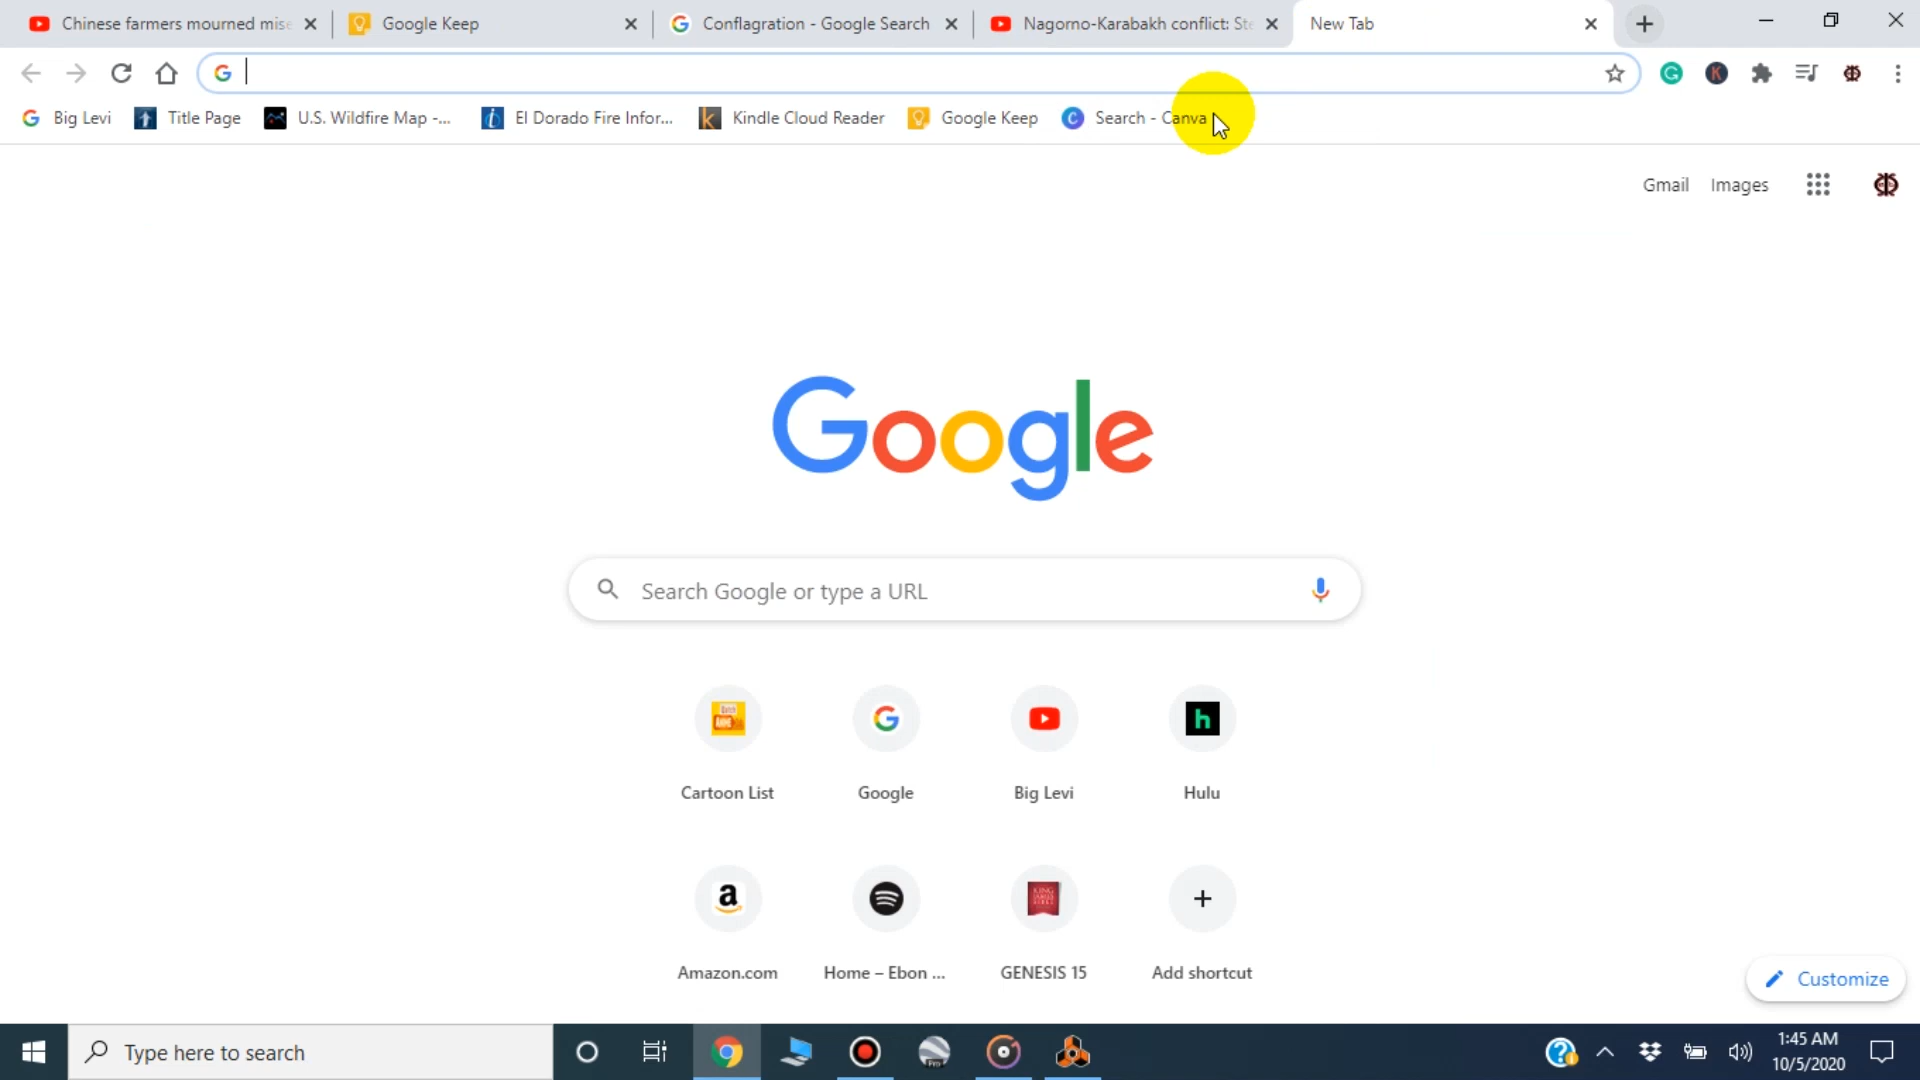 Chinese farmers mourned mise
Google Keep
Conflagration - Google Search
Nagorno-Karabakh conflict: Ste
New Tab
Big Levi
Title Page
U.S. Wildfire Map -...
El Dorado Fire Infor...
Kindle Cloud Reader
Google Keep
Search - Canva
Gmail
Images
Google
Search Google or type a URL
Cartoon List
Google
Big Levi
Hulu
Amazon.com
Home – Ebon ...
GENESIS 15
Add shortcut
Customize
Type here to search
1:45 AM
10/5/2020